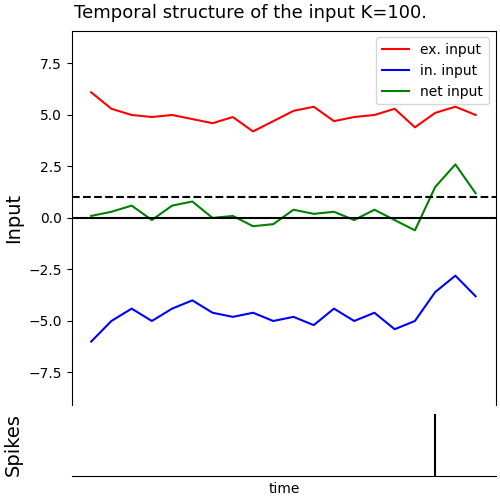 Temporal structure of the input K=100.
ex. input
in. input
net input
7.5
5.0
2.5
0.0
−2.5
−5.0
−7.5
Input
Spikes
time